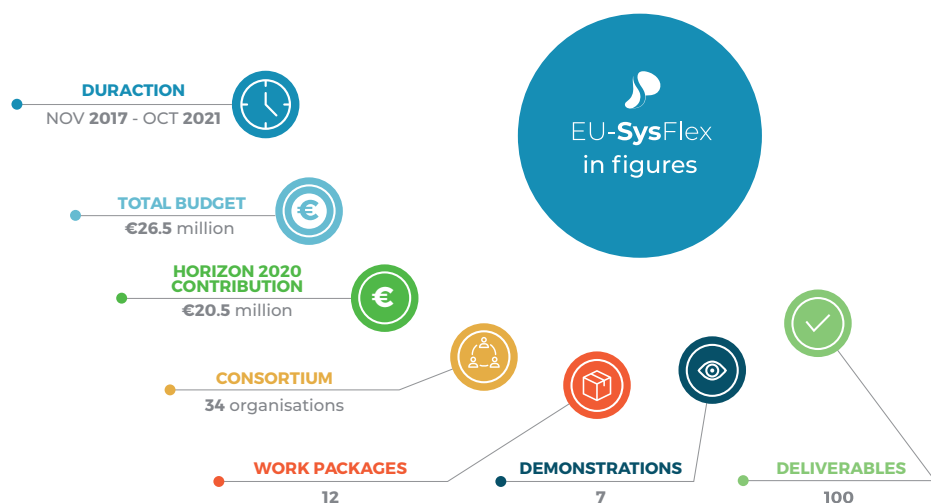 EU-SysFlex
in figures
DURACTION
NOV 2017 - OCT 2021
TOTAL BUDGET
€26.5 million
HORIZON 2020
CONTRIBUTION
€20.5 million
CONSORTIUM
34 organisations
WORK PACKAGES
12
DEMONSTRATIONS
7
DELIVERABLES
100
€
€